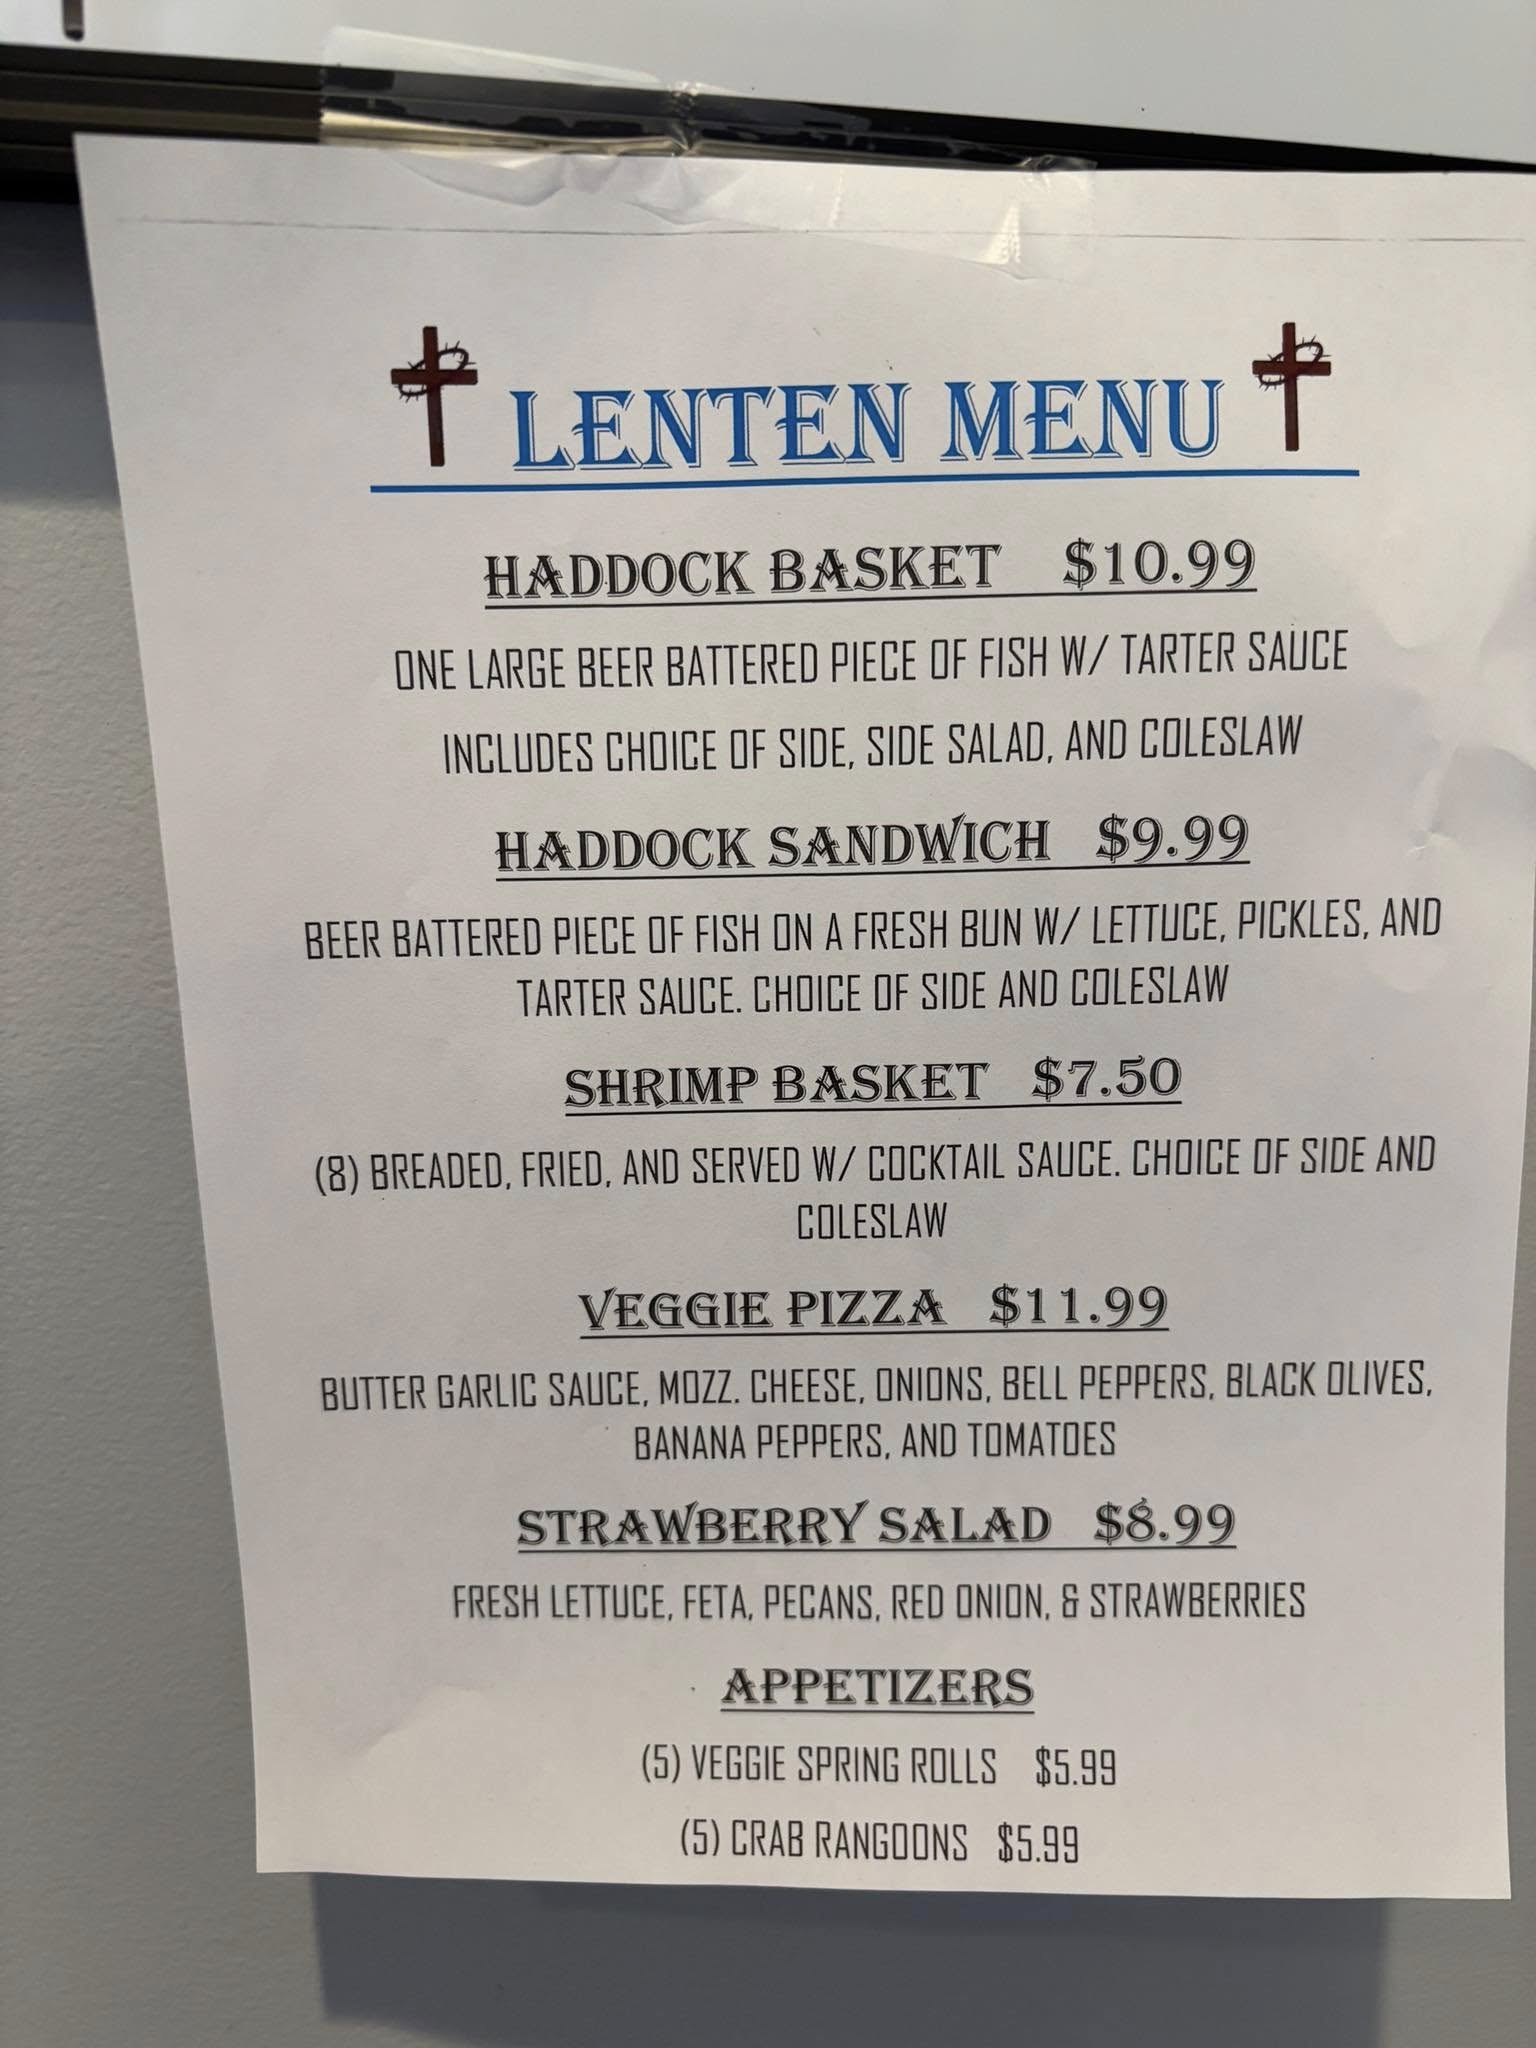 LENTEN MENU
HADDOCK BASKET $10.99
ONE LARGE BEER BATTERED PIECE OF FISH W/ TARTER SAUCE
INCLUDES CHOICE OF SIDE, SIDE SALAD, AND COLESLAW
HADDOCK SANDWICH $9.99
BEER BATTERED PIECE OF FISH ON A FRESH BUN W/ LETTUCE, PICKLES, AND
TARTER SAUCE. CHOICE OF SIDE AND COLESLAW
SHRIMP BASKET $7.50
(8) BREADED, FRIED, AND SERVED W/ COCKTAIL SAUCE. CHOICE OF SIDE AND
COLESLAW
VEGGIE PIZZA $11.99
BUTTER GARLIC SAUCE, MOZZ. CHEESE, ONIONS, BELL PEPPERS, BLACK OLIVES,
BANANA PEPPERS, AND TOMATOES
STRAWBERRY SALAD $8.99
FRESH LETTUCE, FETA, PECANS, RED ONION, & STRAWBERRIES
APPETIZERS
(5) VEGGIE SPRING ROLLS $5.99
(5) CRAB RANGOONS $5.99